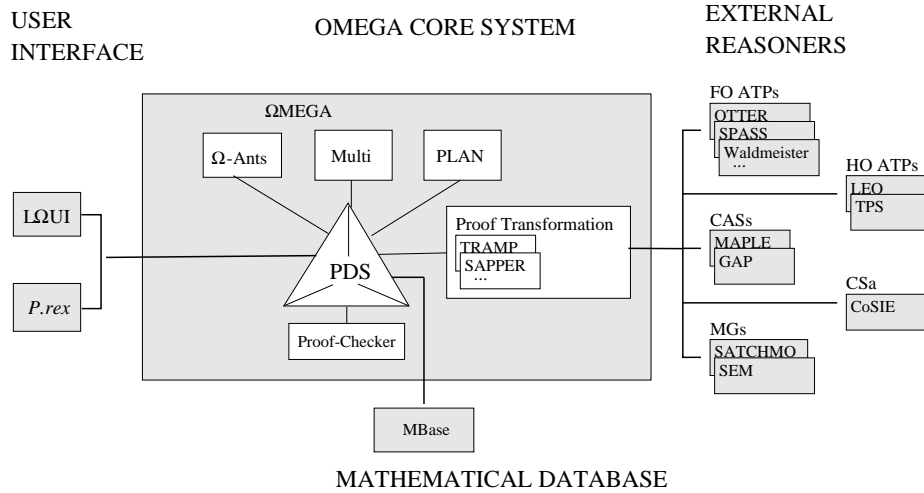 USER
INTERFACE
OMEGA CORE SYSTEM
EXTERNAL
REASONERS
ΩMEGA
Ω-Ants
Multi
PLAN
LΩUI
P.rex
PDS
Proof Transformation
TRAMP
SAPPER
...
Proof-Checker
MBase
MATHEMATICAL DATABASE
FO ATPs
OTTER
SPASS
Waldmeister
...
HO ATPs
LEO
TPS
CASs
MAPLE
GAP
CSa
CoSIE
MGs
SATCHMO
SEM